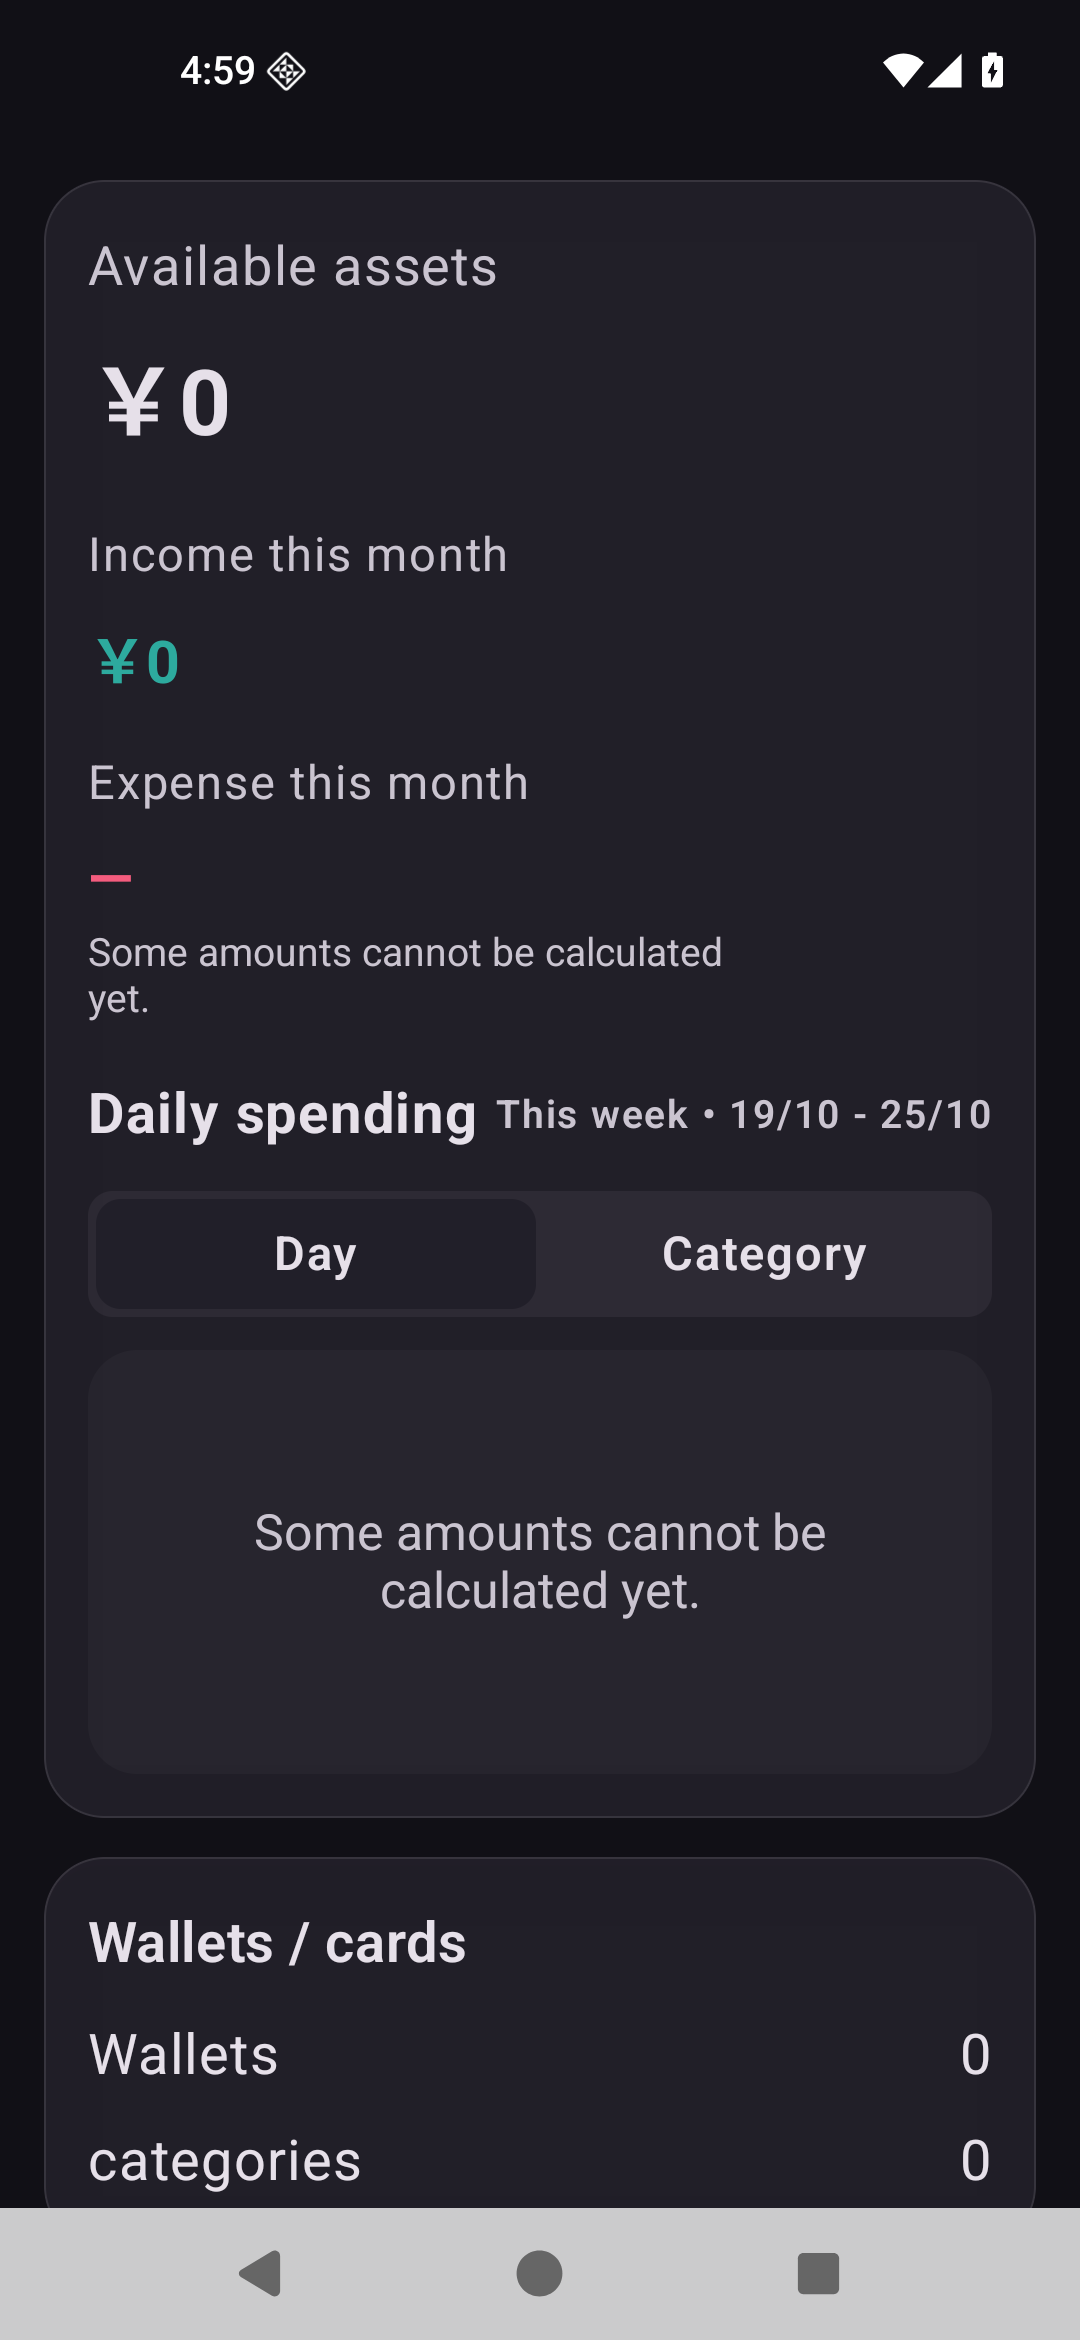 4:59
Available assets
￥0
Income this month
￥0
Expense this month
—
Some amounts cannot be calculated
yet.
Daily spending This week • 19/10 - 25/10
Day Category
Some amounts cannot be
calculated yet.
Wallets / cards
Wallets 0
categories 0